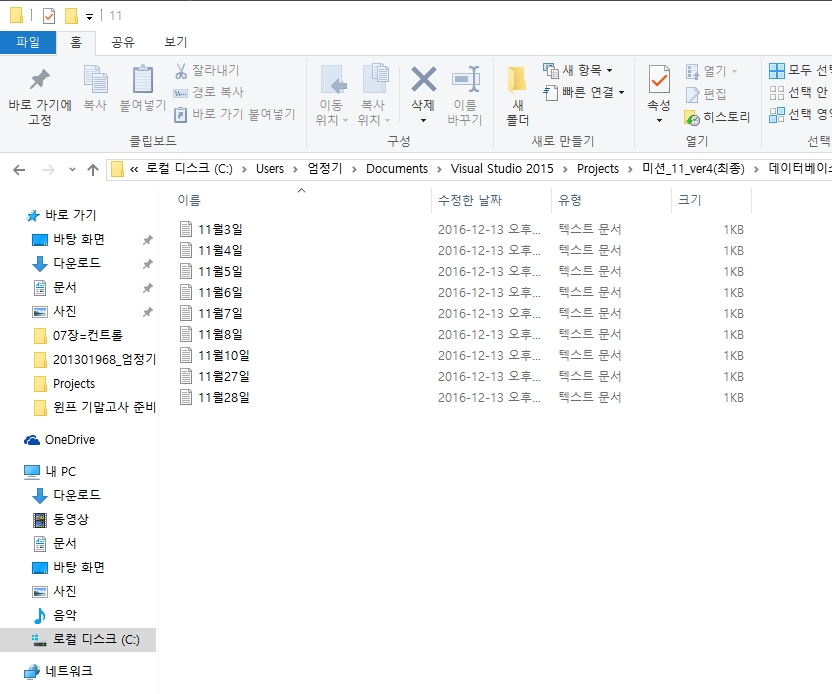 11
파일 홈 공유 보기
바로 가기에 고정
복사
붙여넣기
잘라내기
경로 복사
바로 가기 붙여넣기
클립보드
이동 위치
복사 위치
삭제
이름 바꾸기
구성
새 폴더
새 항목
빠른 연결
새로 만들기
속성
열기
편집
히스토리
열기
모두 선택
선택 안
선택 영역
선택
« 로컬 디스크 (C:) > Users > 엄정기 > Documents > Visual Studio 2015 > Projects > 미션_11_ver4(최종) > 데이터베이스
이름 수정한 날짜 유형 크기
11월3일 2016-12-13 오후... 텍스트 문서 1KB
11월4일 2016-12-13 오후... 텍스트 문서 1KB
11월5일 2016-12-13 오후... 텍스트 문서 1KB
11월6일 2016-12-13 오후... 텍스트 문서 1KB
11월7일 2016-12-13 오후... 텍스트 문서 1KB
11월8일 2016-12-13 오후... 텍스트 문서 1KB
11월10일 2016-12-13 오후... 텍스트 문서 1KB
11월27일 2016-12-13 오후... 텍스트 문서 1KB
11월28일 2016-12-13 오후... 텍스트 문서 1KB
바로 가기
바탕 화면
다운로드
문서
사진
07장=컨트롤
201301968_엄정기
Projects
윈프 기말고사 준비
OneDrive
내 PC
다운로드
동영상
문서
바탕 화면
사진
음악
로컬 디스크 (C:)
네트워크